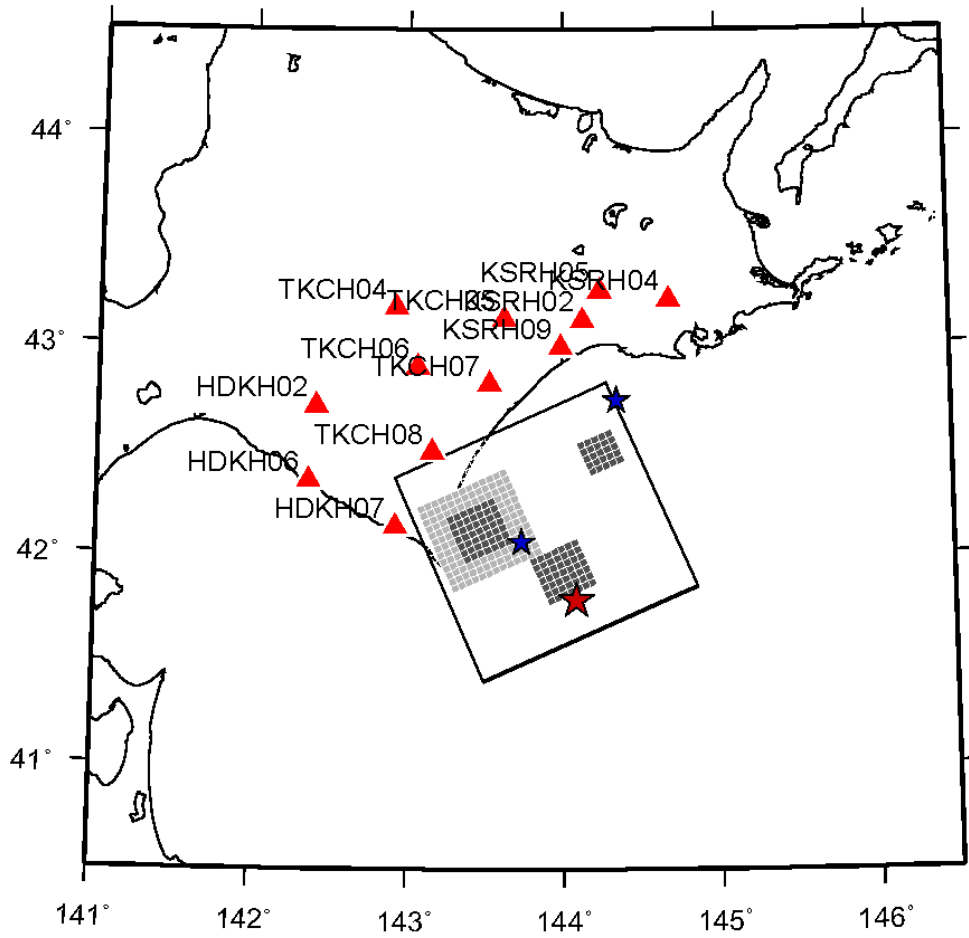 44°
KSRH05
KSRH04
TKCH04
TKCH05
KSRH02
43°
KSRH09
TKCH06
TKCH07
HDKH02
TKCH08
HDKH06
HDKH07
42°
41°
141°
142°
143°
144°
145°
146°